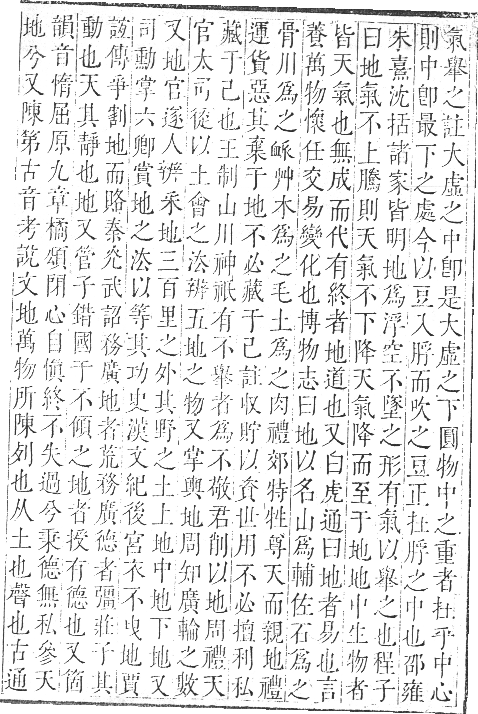 氣舉之註大虛之中卽是大虛之下圓物中之重者在乎中心
則中卽最下之處今以豆入脬而吹之豆正在脬之中也邵雍
朱熹沈括諸家皆明地爲浮空不墜之形有氣以舉之也程子
曰地氣不上騰則天氣不下降天氣降而至于地地中生物者
皆天氣也無成而代有終者地道也又白虎通曰地者易也言
養萬物懷任交易變化也博物志曰地以名山爲輔佐石爲之
骨川爲之脈艸木爲之毛土爲之肉禮郊特牲尊天而親地禮
運貨惡其棄于地不必藏于己註收貯以資世用不必擅利私
藏于己也王制山川神祇有不舉者爲不敬君削以地周禮天
官大司徒以土會之法辨五地之物又掌輿地周知廣輪之數
又地官遂人辨采地三百里之外其野之土上地中地下地又
司勳掌六鄕賞地之法以等其功史漢文紀後宮衣不曳地賈
誼傳爭割地而賂秦光武詔務廣地者荒務廣德者彊莊子其
動也天其靜也地又管子錯國于不傾之地者授有德也又箇
韻音惰屈原九章橘頌閉心自愼終不失過兮秉德無私參天
地兮又陳第古音考說文地萬物所陳列也从土也聲也古通